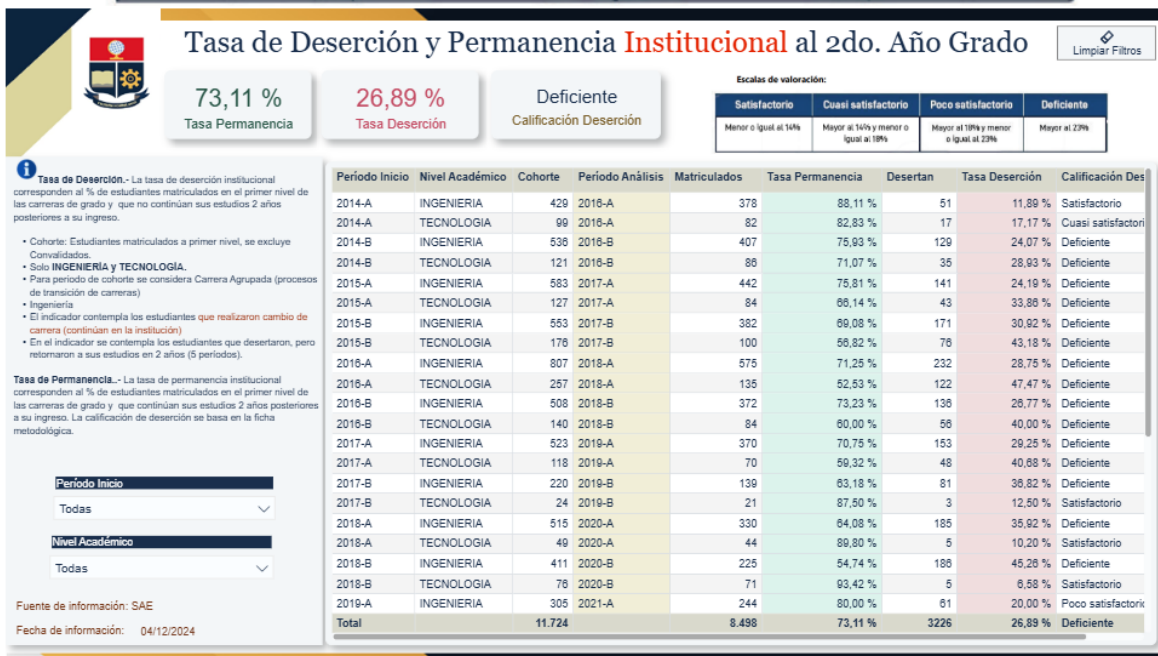 Tasa de Deserción y Permanencia Institucional al 2do. Año Grado
Limpiar Filtros
73,11 %
Tasa Permanencia
26,89 %
Tasa Deserción
Deficiente
Calificación Deserción
Escalas de valoración:
Satisfactorio Cuasi satisfactorio Poco satisfactorio Deficiente
Menor o igual al 14% Mayor al 14% y menor o igual al 18% Mayor al 18% y menor o igual al 23% Mayor al 23%
Tasa de Deserción.- La tasa de deserción institucional
corresponden al % de estudiantes matriculados en el primer nivel de
las carreras de grado y que no continúan sus estudios 2 años
posteriores a su ingreso.
• Cohorte: Estudiantes matriculados a primer nivel, se excluye
Convalidados.
• Solo INGENIERÍA y TECNOLOGÍA.
• Para periodo de cohorte se considera Carrera Agrupada (procesos
de transición de carreras)
• Ingeniería
• El indicador contempla los estudiantes que realizaron cambio de
carrera (continúan en la institución)
• En el indicador se contempla los estudiantes que desertaron, pero
retornaron a sus estudios en 2 años (5 períodos).
Tasa de Permanencia..- La tasa de permanencia institucional
corresponden al % de estudiantes matriculados en el primer nivel de
las carreras de grado y que continúan sus estudios 2 años posteriores
a su ingreso. La calificación de deserción se basa en la ficha
metodológica.
Período Inicio
Todas
Nivel Académico
Todas
Fuente de información: SAE
Fecha de información: 04/12/2024
Período Inicio Nivel Académico Cohorte Período Análisis Matriculados Tasa Permanencia Desertan Tasa Deserción Calificación Des
2014-A INGENIERIA 429 2016-A 378 88,11 % 51 11,89 % Satisfactorio
2014-A TECNOLOGIA 99 2016-A 82 82,83 % 17 17,17 % Cuasi satisfactori
2014-B INGENIERIA 536 2016-B 407 75,93 % 129 24,07 % Deficiente
2014-B TECNOLOGIA 121 2016-B 86 71,07 % 35 28,93 % Deficiente
2015-A INGENIERIA 583 2017-A 442 75,81 % 141 24,19 % Deficiente
2015-A TECNOLOGIA 127 2017-A 84 66,14 % 43 33,86 % Deficiente
2015-B INGENIERIA 553 2017-B 382 69,08 % 171 30,92 % Deficiente
2015-B TECNOLOGIA 176 2017-B 100 56,82 % 76 43,18 % Deficiente
2016-A INGENIERIA 807 2018-A 575 71,25 % 232 28,75 % Deficiente
2016-A TECNOLOGIA 257 2018-A 135 52,53 % 122 47,47 % Deficiente
2016-B INGENIERIA 508 2018-B 372 73,23 % 136 26,77 % Deficiente
2016-B TECNOLOGIA 140 2018-B 84 60,00 % 56 40,00 % Deficiente
2017-A INGENIERIA 523 2019-A 370 70,75 % 153 29,25 % Deficiente
2017-A TECNOLOGIA 118 2019-A 70 59,32 % 48 40,68 % Deficiente
2017-B INGENIERIA 220 2019-B 139 63,18 % 81 36,82 % Deficiente
2017-B TECNOLOGIA 24 2019-B 21 87,50 % 3 12,50 % Satisfactorio
2018-A INGENIERIA 515 2020-A 330 64,08 % 185 35,92 % Deficiente
2018-A TECNOLOGIA 49 2020-A 44 89,80 % 5 10,20 % Satisfactorio
2018-B INGENIERIA 411 2020-B 225 54,74 % 186 45,26 % Deficiente
2018-B TECNOLOGIA 76 2020-B 71 93,42 % 5 6,58 % Satisfactorio
2019-A INGENIERIA 305 2021-A 244 80,00 % 61 20,00 % Poco satisfactoric
Total 11.724 8.498 73,11 % 3226 26,89 % Deficiente